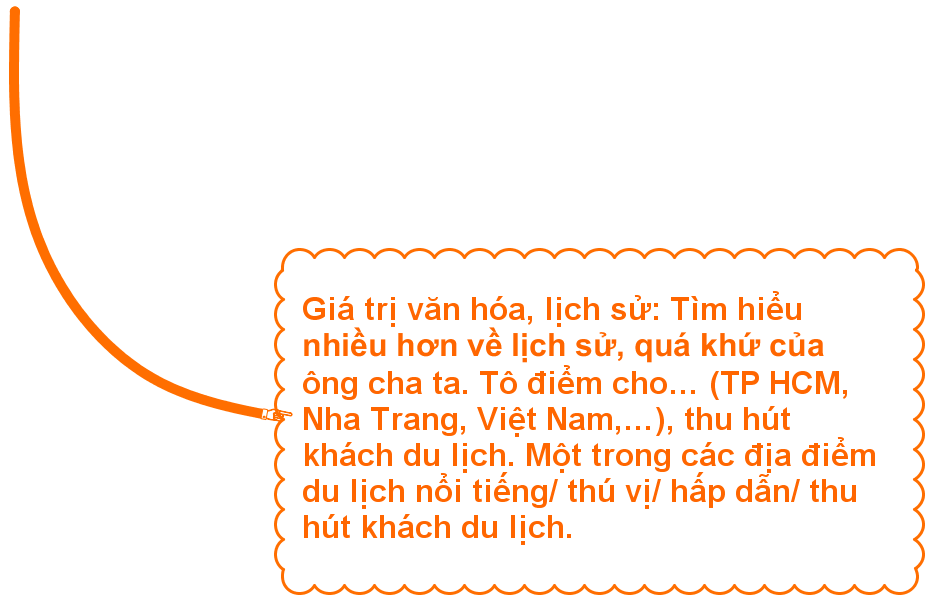 Giá trị văn hóa, lịch sử: Tìm hiểu
nhiều hơn về lịch sử, quá khứ của
ông cha ta. Tô điểm cho… (TP HCM,
Nha Trang, Việt Nam,…), thu hút
khách du lịch. Một trong các địa điểm
du lịch nổi tiếng/ thú vị/ hấp dẫn/ thu
hút khách du lịch.